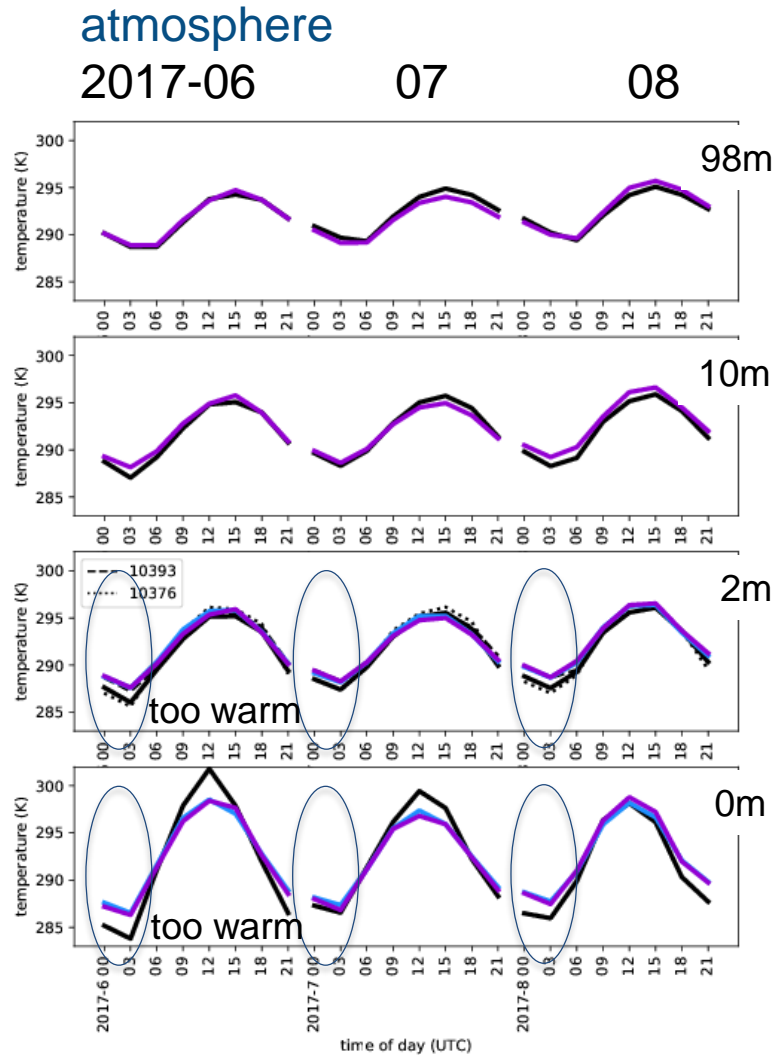 atmosphere
2017-06 07 08
98m
temperature (K)
300
295
290
285
00 03 06 09 12 15 18 21 00 03 06 09 12 15 18 21 00 03 06 09 12 15 18 21
10m
temperature (K)
300
295
290
285
00 03 06 09 12 15 18 21 00 03 06 09 12 15 18 21 00 03 06 09 12 15 18 21
2m
temperature (K)
300
295
290
285
10393
10376
too warm
00 03 06 09 12 15 18 21 00 03 06 09 12 15 18 21 00 03 06 09 12 15 18 21
0m
temperature (K)
300
295
290
285
too warm
2017-6 00 03 06 09 12 15 18 21 2017-7 00 03 06 09 12 15 18 21 2017-8 00 03 06 09 12 15 18 21
time of day (UTC)